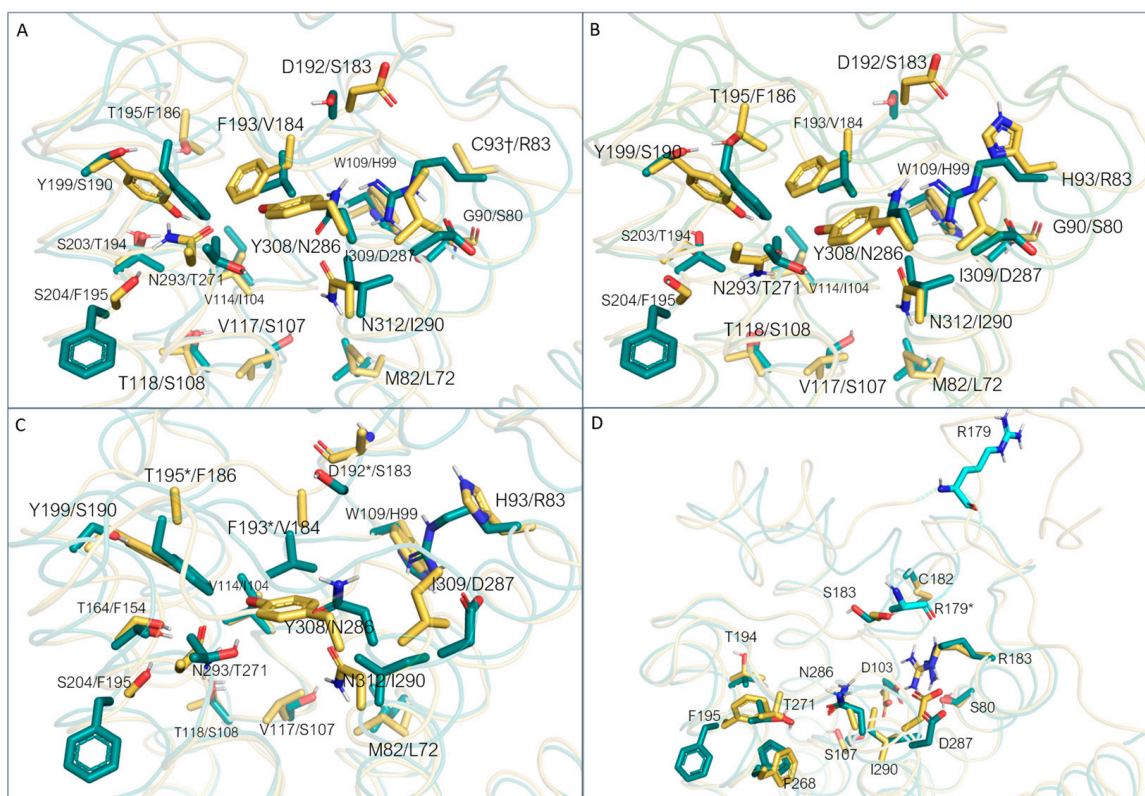 A
D192/S183
T195/F186
F193/V184
C93†/R83
W109/H99
Y199/S190
G90/S80
S203/T194
Y308/N286
I309/D287
N293/T271
S204/F195
V114/I104
N312/I290
V117/S107
M82/L72
T118/S108
B
D192/S183
T195/F186
F193/V184
Y199/S190
W109/H99
H93/R83
G90/S80
S203/T194
Y308/N286
I309/D287
N293/T271
V114/I104
S204/F195
N312/I290
T118/S108
M82/L72
V117/S107
C
D192*/S183
T195*/F186
H93/R83
Y199/S190
W109/H99
F193*/V184
V114/I104
I309/D287
T164/F154
Y308/N286
N293/T271
N312/I290
S204/F195
T118/S108
V117/S107
M82/L72
D
R179
C182
S183
R179*
T194
R183
N286
D103
S80
T271
F195
S107
D287
I290
F268